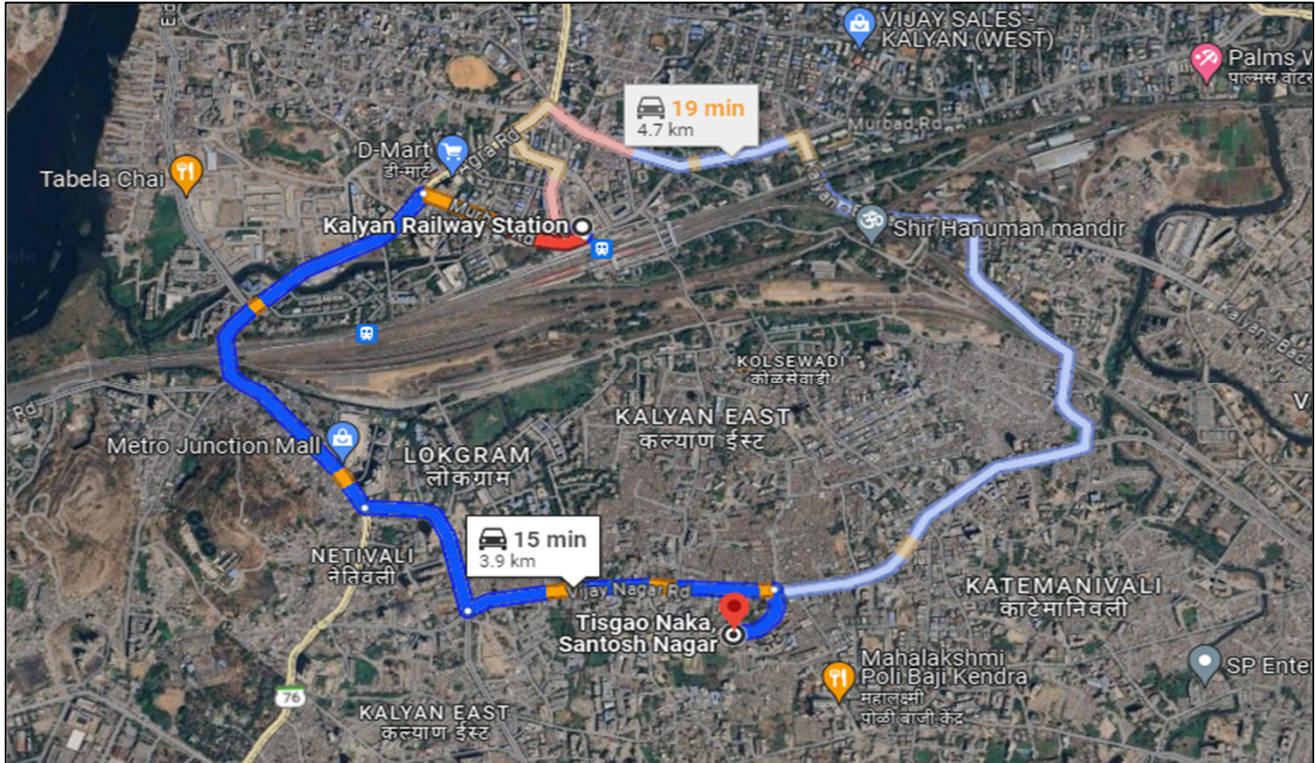 VIJAY SALES -
KALYAN (WEST)
Palms W
पाल्मस वॉटर
19 min
4.7 km
Murbad Rd
D-Mart
डी-मार्ट
Agra Rd
Tabela Chai
Kalyan Railway Station
Shir Hanuman mandir
KOLSEWADI
कोळसेवाडी
Rd
KALYAN EAST
कल्याण ईस्ट
V
Metro Junction Mall
LOKGRAM
लोकग्राम
15 min
3.9 km
NETIVALI
नेतिवली
Vijay Nagar Rd
KATEMANIVALI
काटेमानिवली
Tisgao Naka,
Santosh Nagar
Mahalakshmi
Poli Baji Kendra
महालक्ष्मी
पोळी बाजी केंद्र
SP Ente
76
KALYAN EAST
कल्याण ईस्ट